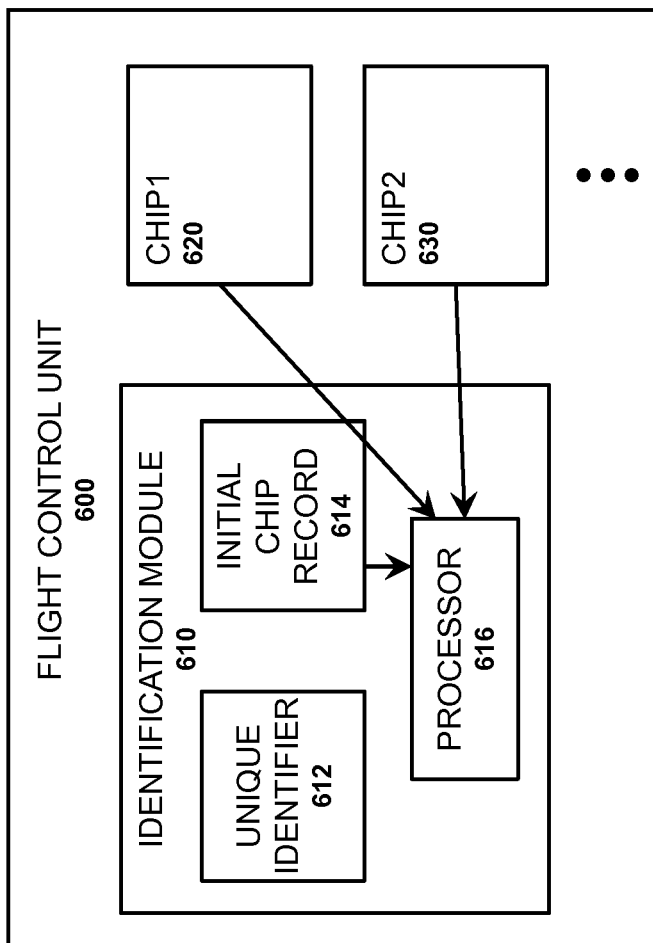 FLIGHT CONTROL UNIT
600
IDENTIFICATION MODULE
610
UNIQUE
IDENTIFIER
612
INITIAL
CHIP
RECORD
614
PROCESSOR
616
CHIP1
620
CHIP2
630